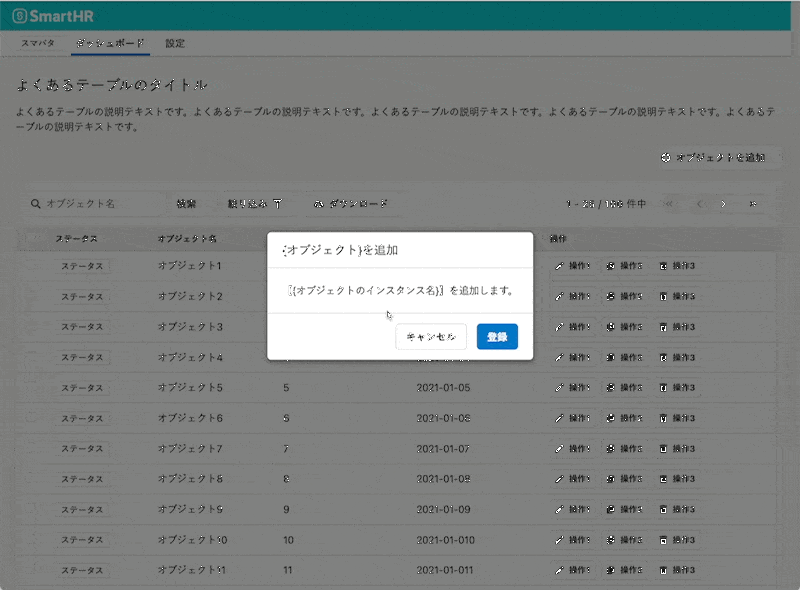 SmartHR
スマバタ ダッシュボード 設定
よくあるテーブルのタイトル
よくあるテーブルの説明テキストです。よくあるテーブルの説明テキストです。よくあるテーブルの説明テキストです。よくあるテーブルの説明テキストです。よくあるテ
ーブルの説明テキストです。
オブジェクトを追加
オブジェクト名 検索 絞り込み ダウンロード 件中
ステータス オブジェクト名 操作
ステータス オブジェクト1 操作1 操作2 操作3
ステータス オブジェクト2 操作1 操作2 操作3
ステータス オブジェクト3 操作1 操作2 操作3
ステータス オブジェクト4 操作1 操作2 操作3
{オブジェクト}を追加
「{オブジェクトのインスタンス名}」を追加します。
キャンセル 登録
ステータス オブジェクト5 5 2021-01-05 操作1 操作2 操作3
ステータス オブジェクト6 6 2021-01-06 操作1 操作2 操作3
ステータス オブジェクト7 7 2021-01-07 操作1 操作2 操作3
ステータス オブジェクト8 8 2021-01-08 操作1 操作2 操作3
ステータス オブジェクト9 9 2021-01-09 操作1 操作2 操作3
ステータス オブジェクト10 10 2021-01-010 操作1 操作2 操作3
ステータス オブジェクト11 11 2021-01-011 操作1 操作2 操作3